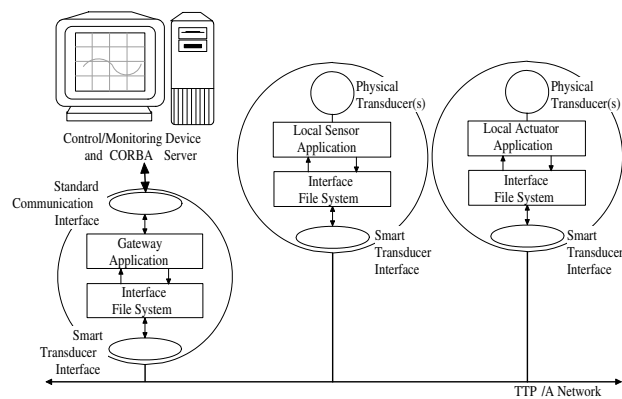 Control/Monitoring Device
and CORBA Server
Standard
Communication
Interface
Gateway
Application
Interface
File System
Smart
Transducer
Interface
Physical
Transducer(s)
Local Sensor
Application
Interface
File System
Smart
Transducer
Interface
Physical
Transducer(s)
Local Actuator
Application
Interface
File System
Smart
Transducer
Interface
TTP /A Network